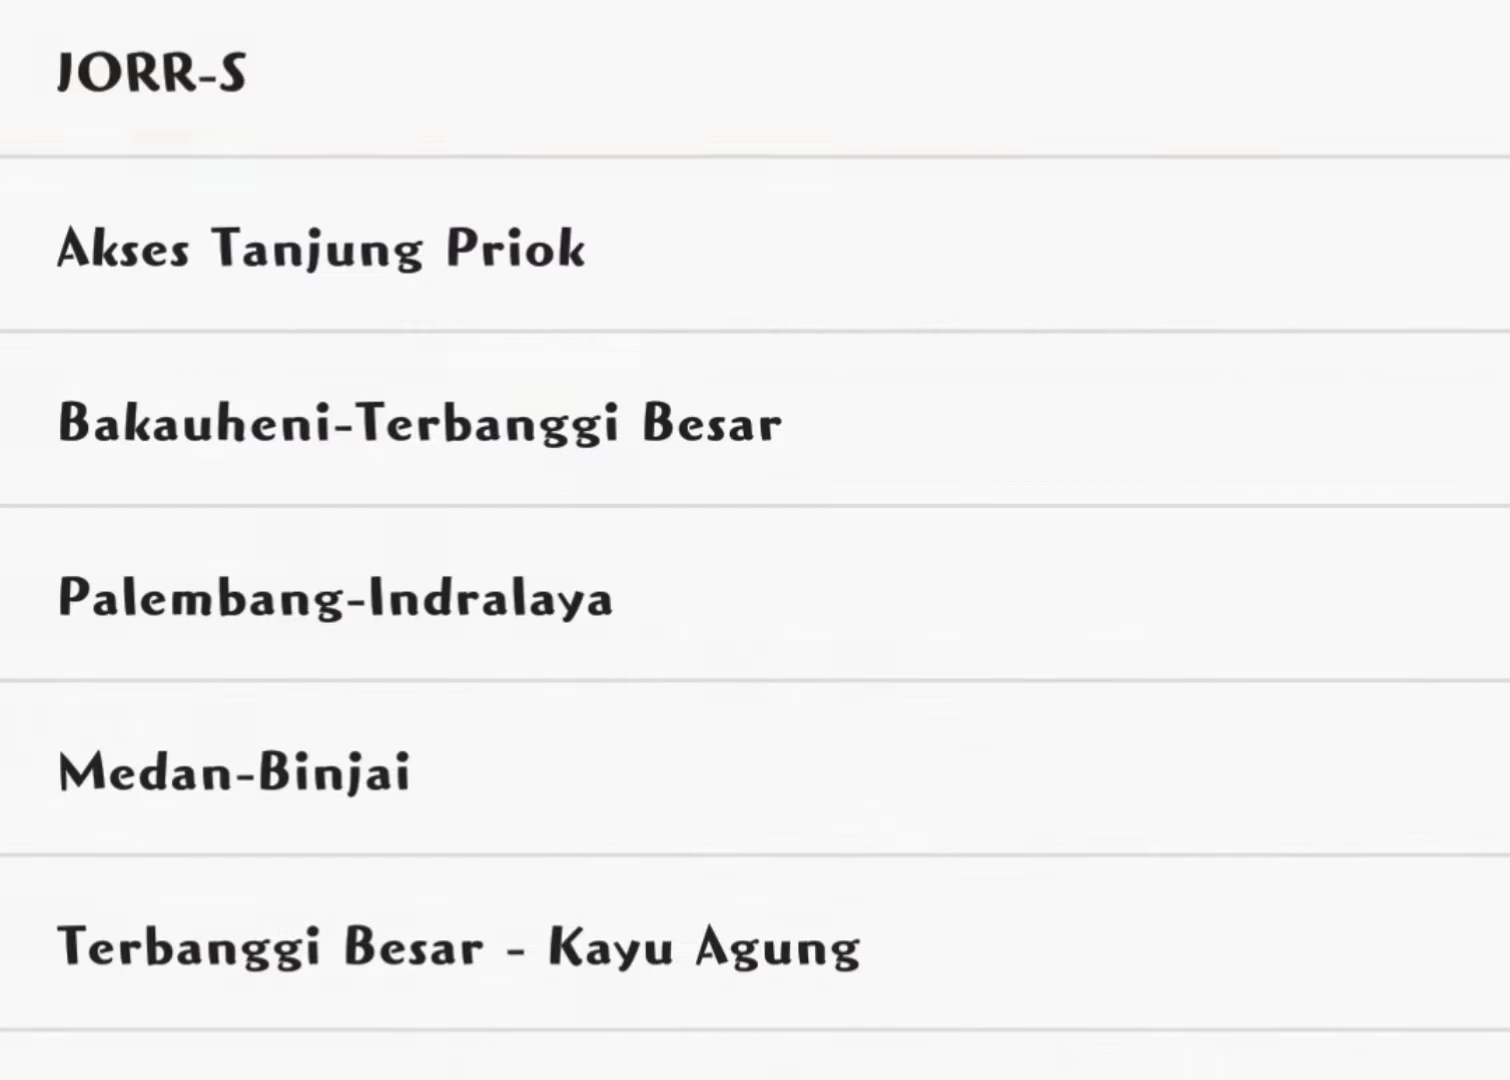 JORR-S
Akses Tanjung Priok
Bakauheni-Terbanggi Besar
Palembang-Indralaya
Medan-Binjai
Terbanggi Besar - Kayu Agung